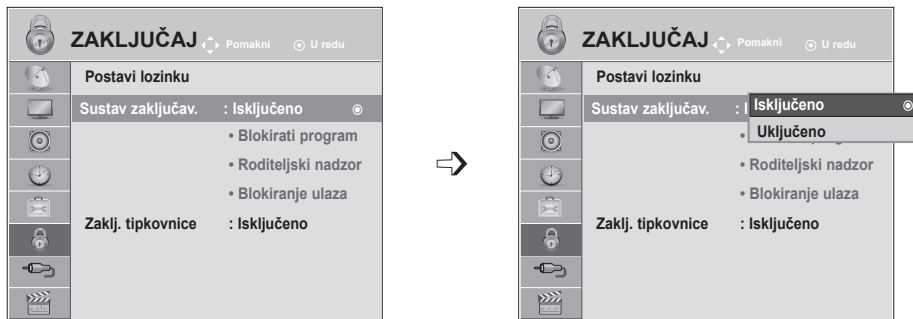 ZAKLJUČAJ Pomakni U redu
Postavi lozinku
Sustav zaključav. : Isključeno
• Blokirati program
• Roditeljski nadzor
• Blokiranje ulaza
Zaklj. tipkovnice : Isključeno
ZAKLJUČAJ Pomakni U redu
Postavi lozinku
Sustav zaključav. : I
Isključeno
Uključeno
• Roditeljski nadzor
• Blokiranje ulaza
Zaklj. tipkovnice : Isključeno